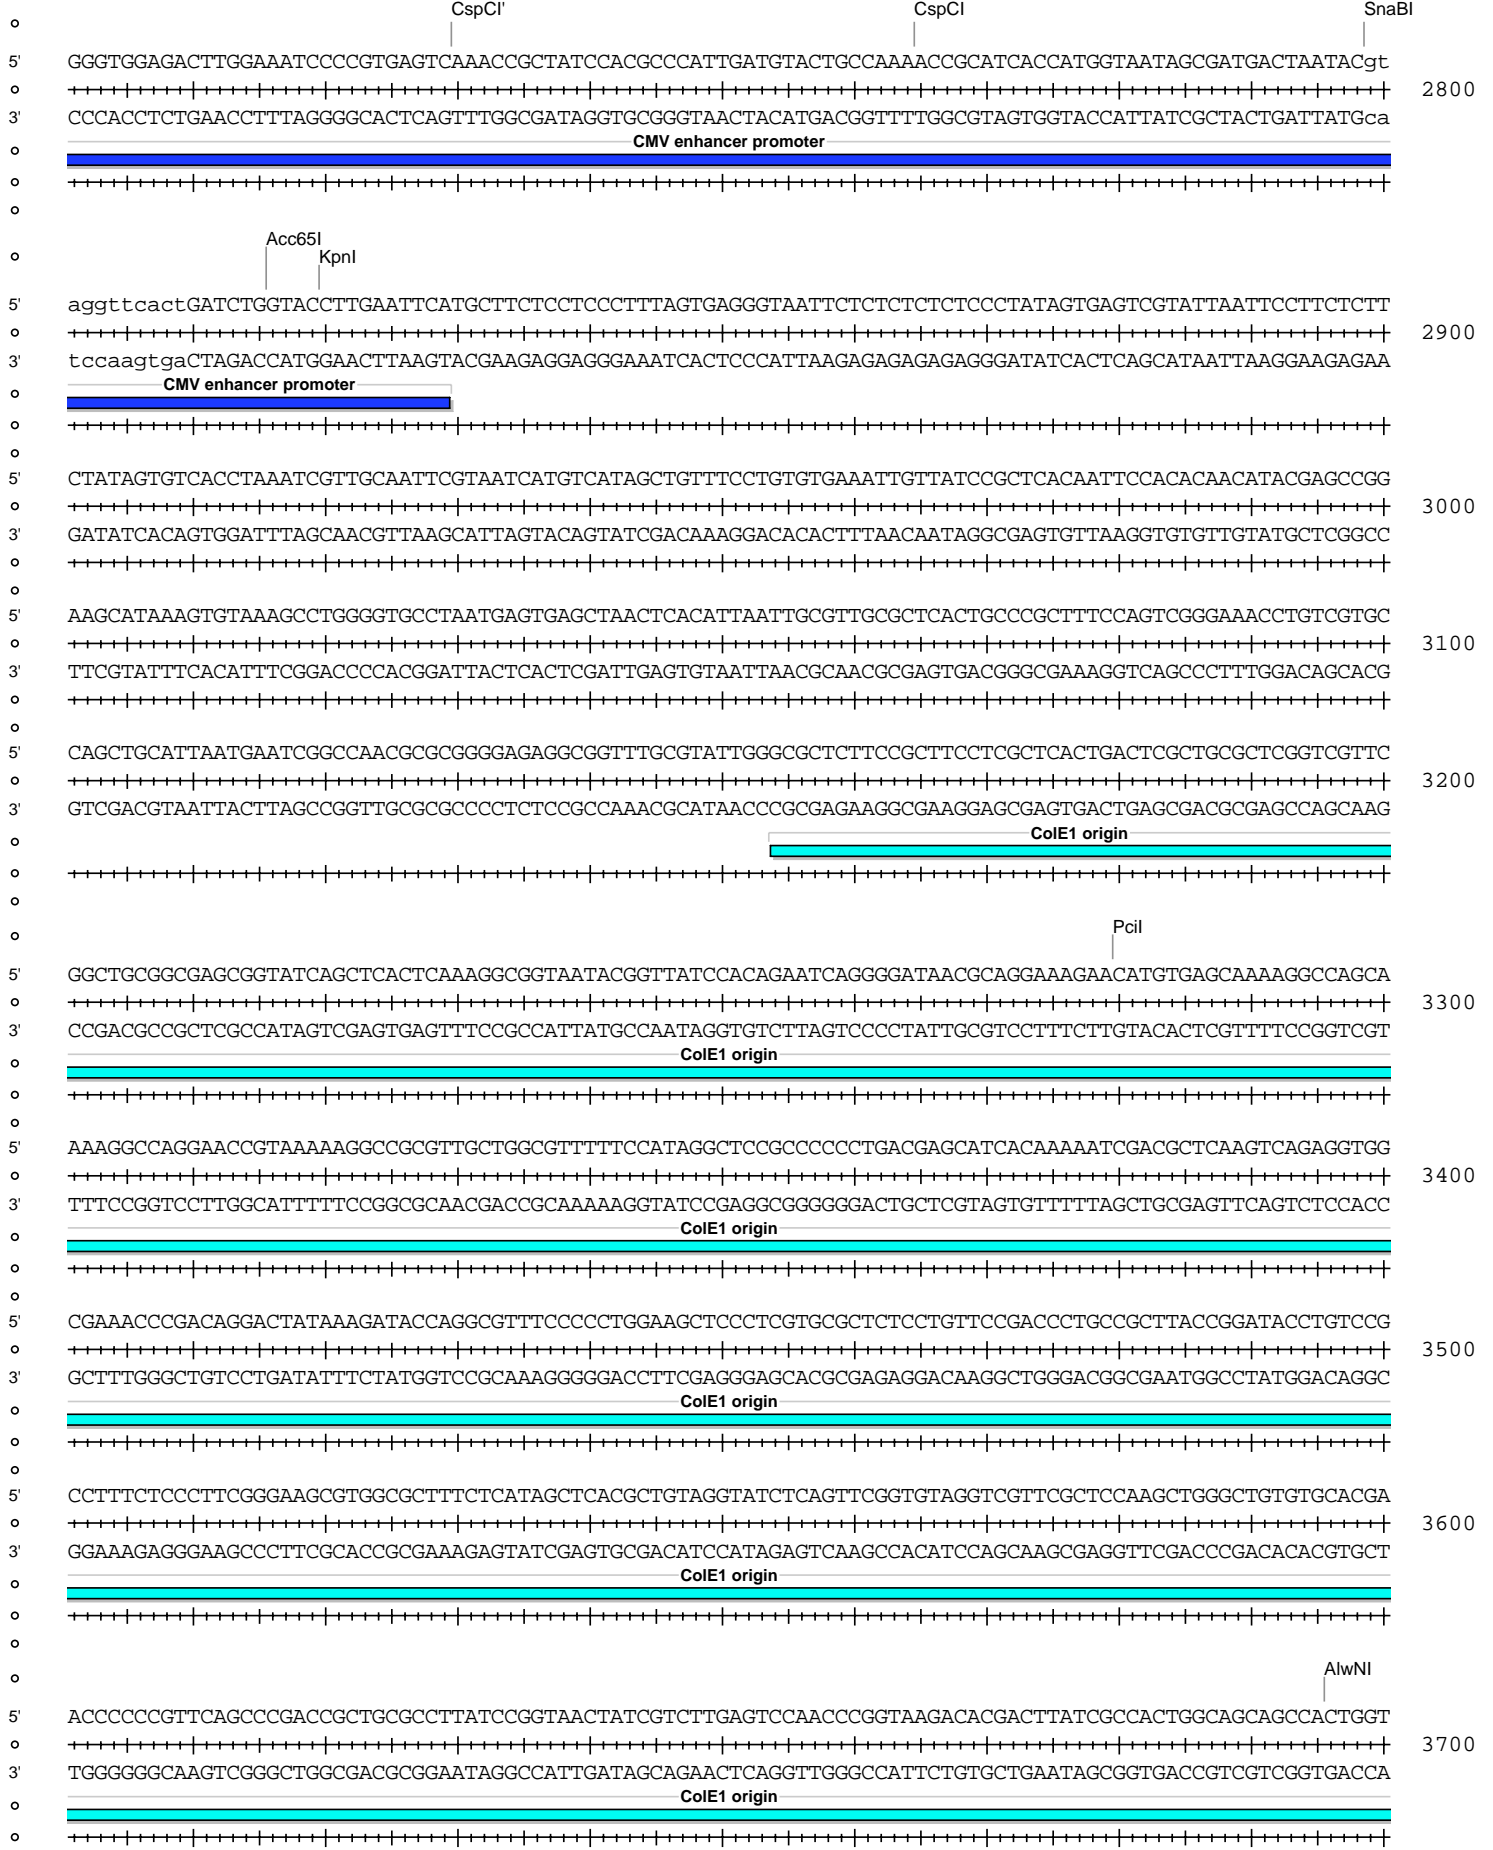 CspCI' CspCI SnaBI
5' GGGTGGAGACTTGGAAATCCCCGTGAGTCAAACCGCTATCCACGCCCATTGATGTACTGCCAAAACCGCATCACCATGGTAATAGCGATGACTAATACgt
2800
3' CCCACCTCTGAACCTTTAGGGGCACTCAGTTTGGCGATAGGTGCGGGTAACTACATGACGGTTTTGGCGTAGTGGTACCATTATCGCTACTGATTATGca
CMV enhancer promoter
Acc65I
KpnI
5' aggttcactGATCTGGTACCTTGAATTCATGCTTCTCCTCCCTTTAGTGAGGGTAATTCTCTCTCTCTCCCTATAGTGAGTCGTATTAATTCCTTCTCTT
2900
3' tccaagtgaCTAGACCATGGAACTTAAGTACGAAGAGGAGGGAAATCACTCCCATTAAGAGAGAGAGAGGGATATCACTCAGCATAATTAAGGAAGAGAA
CMV enhancer promoter
5' CTATAGTGTCACCTAAATCGTTGCAATTCGTAATCATGTCATAGCTGTTTCCTGTGTGAAATTGTTATCCGCTCACAATTCCACACAACATACGAGCCGG
3000
3' GATATCACAGTGGATTTAGCAACGTTAAGCATTAGTACAGTATCGACAAAGGACACACTTTAACAATAGGCGAGTGTTAAGGTGTGTTGTATGCTCGGCC
5' AAGCATAAAGTGTAAAGCCTGGGGTGCCTAATGAGTGAGCTAACTCACATTAATTGCGTTGCGCTCACTGCCCGCTTTCCAGTCGGGAAACCTGTCGTGC
3100
3' TTCGTATTTCACATTTCGGACCCCACGGATTACTCACTCGATTGAGTGTAATTAACGCAACGCGAGTGACGGGCGAAAGGTCAGCCCTTTGGACAGCACG
5' CAGCTGCATTAATGAATCGGCCAACGCGCGGGGAGAGGCGGTTTGCGTATTGGGCGCTCTTCCGCTTCCTCGCTCACTGACTCGCTGCGCTCGGTCGTTC
3200
3' GTCGACGTAATTACTTAGCCGGTTGCGCGCCCCTCTCCGCCAAACGCATAACCCGCGAGAAGGCGAAGGAGCGAGTGACTGAGCGACGCGAGCCAGCAAG
ColE1 origin
PciI
5' GGCTGCGGCGAGCGGTATCAGCTCACTCAAAGGCGGTAATACGGTTATCCACAGAATCAGGGGATAACGCAGGAAAGAACATGTGAGCAAAAGGCCAGCA
3300
3' CCGACGCCGCTCGCCATAGTCGAGTGAGTTTCCGCCATTATGCCAATAGGTGTCTTAGTCCCCTATTGCGTCCTTTCTTGTACACTCGTTTTCCGGTCGT
ColE1 origin
5' AAAGGCCAGGAACCGTAAAAAGGCCGCGTTGCTGGCGTTTTTCCATAGGCTCCGCCCCCCTGACGAGCATCACAAAAATCGACGCTCAAGTCAGAGGTGG
3400
3' TTTCCGGTCCTTGGCATTTTTCCGGCGCAACGACCGCAAAAAGGTATCCGAGGCGGGGGGACTGCTCGTAGTGTTTTTAGCTGCGAGTTCAGTCTCCACC
ColE1 origin
5' CGAAACCCGACAGGACTATAAAGATACCAGGCGTTTCCCCCTGGAAGCTCCCTCGTGCGCTCTCCTGTTCCGACCCTGCCGCTTACCGGATACCTGTCCG
3500
3' GCTTTGGGCTGTCCTGATATTTCTATGGTCCGCAAAGGGGGACCTTCGAGGGAGCACGCGAGAGGACAAGGCTGGGACGGCGAATGGCCTATGGACAGGC
ColE1 origin
5' CCTTTCTCCCTTCGGGAAGCGTGGCGCTTTCTCATAGCTCACGCTGTAGGTATCTCAGTTCGGTGTAGGTCGTTCGCTCCAAGCTGGGCTGTGTGCACGA
3600
3' GGAAAGAGGGAAGCCCTTCGCACCGCGAAAGAGTATCGAGTGCGACATCCATAGAGTCAAGCCACATCCAGCAAGCGAGGTTCGACCCGACACACGTGCT
ColE1 origin
AlwNI
5' ACCCCCCGTTCAGCCCGACCGCTGCGCCTTATCCGGTAACTATCGTCTTGAGTCCAACCCGGTAAGACACGACTTATCGCCACTGGCAGCAGCCACTGGT
3700
3' TGGGGGGCAAGTCGGGCTGGCGACGCGGAATAGGCCATTGATAGCAGAACTCAGGTTGGGCCATTCTGTGCTGAATAGCGGTGACCGTCGTCGGTGACCA
ColE1 origin